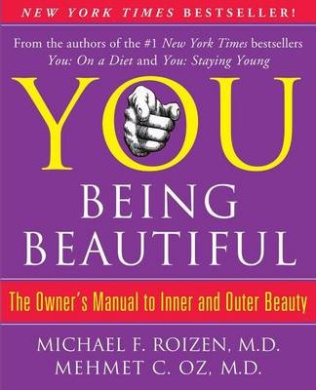 NEW YORK TIMES BESTSELLER!
From the authors of the #1 New York Times bestsellers
You: On a Diet and You: Staying Young
YOU
BEING
BEAUTIFUL
The Owner's Manual to Inner and Outer Beauty
MICHAEL F. ROIZEN, M.D.
MEHMET C. OZ, M.D.